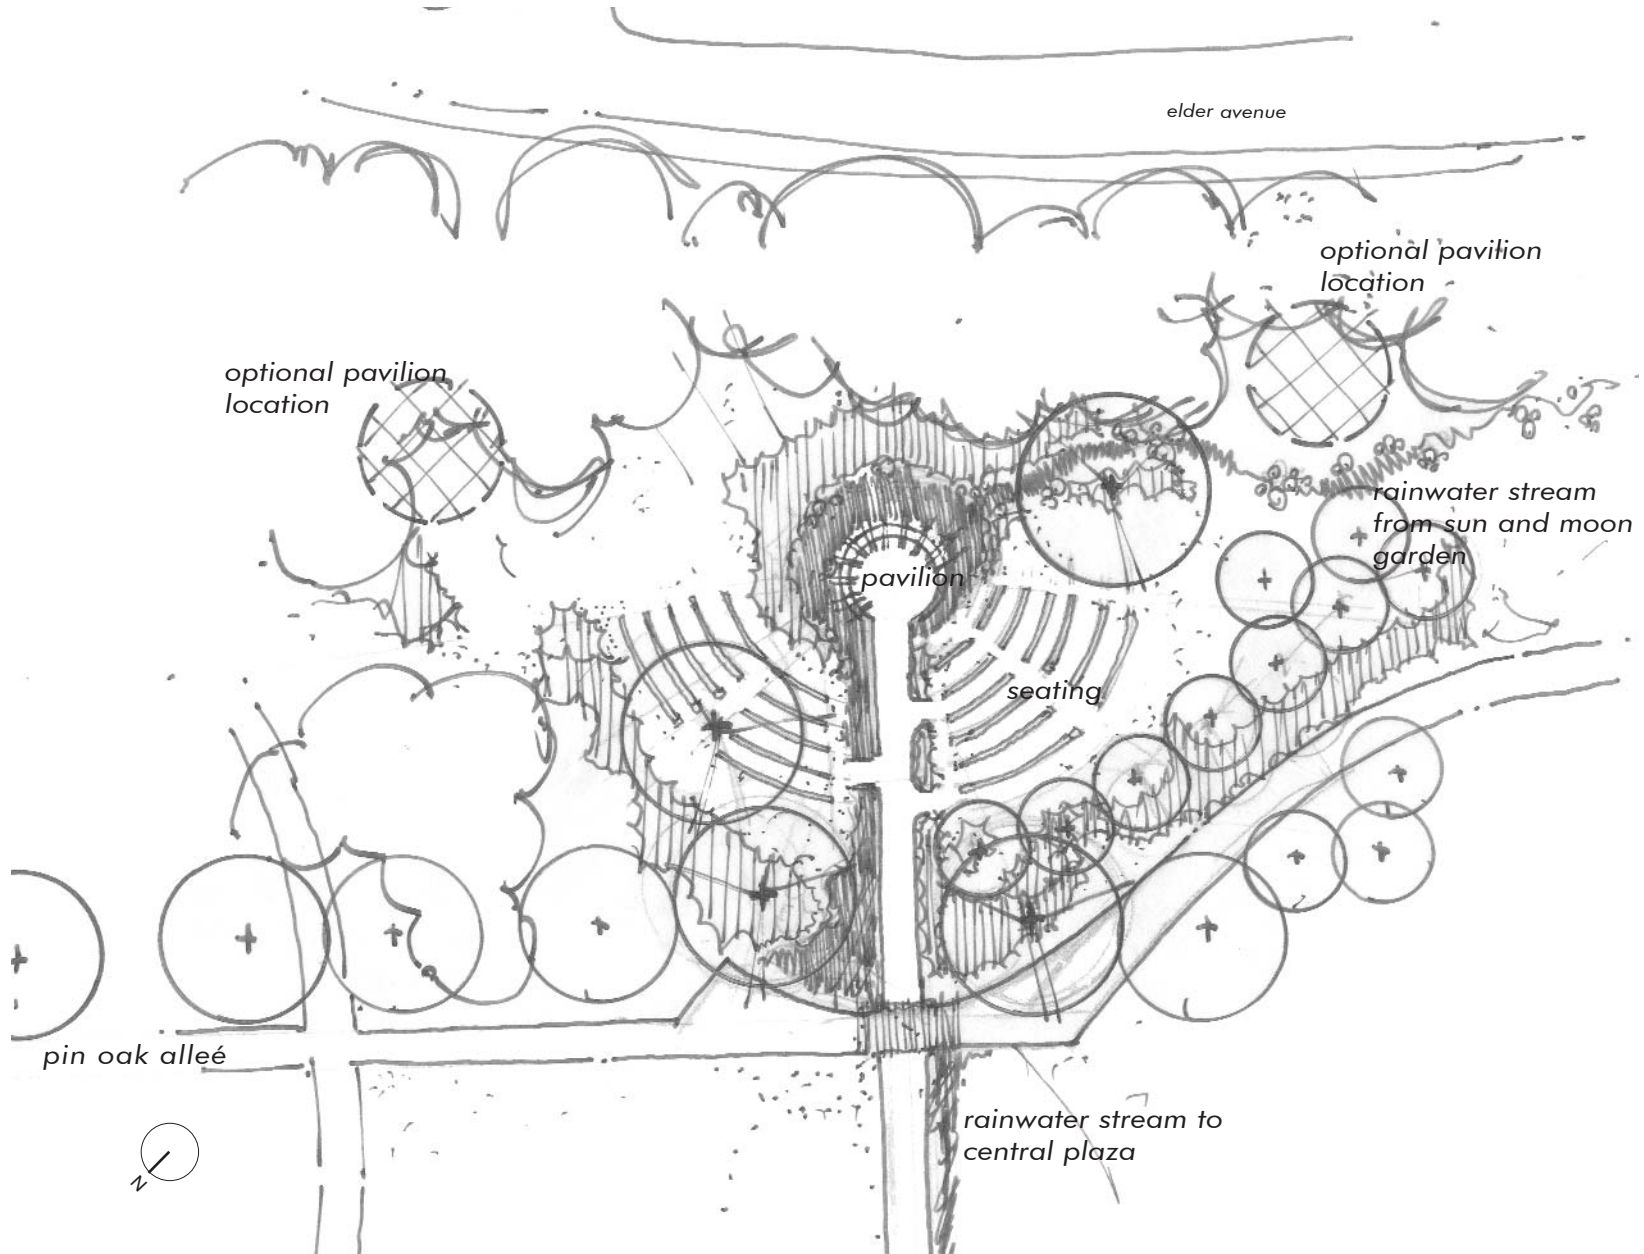 elder avenue
optional pavilion
location
optional pavilion
location
rainwater stream
from sun and moon
garden
pavilion
seating
pin oak alleé
rainwater stream to
central plaza
N